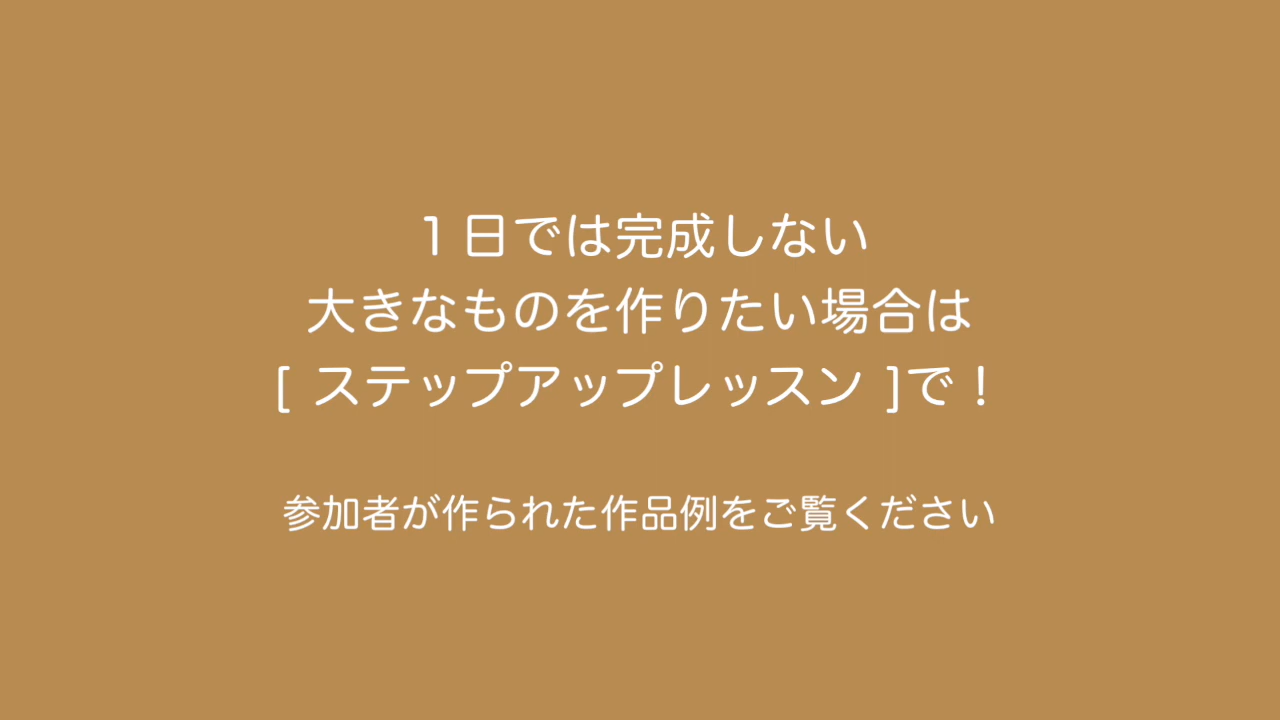 １日では完成しない
大きなものを作りたい場合は
[ ステップアップレッスン ]で！
参加者が作られた作品例をご覧ください